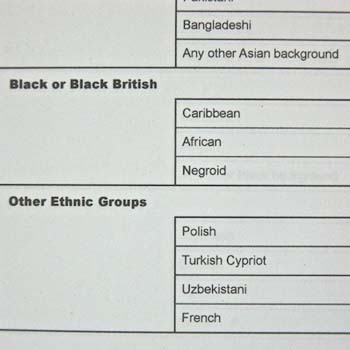 Pakistani
Bangladeshi
Any other Asian background
Black or Black British
Caribbean
African
Negroid
Other Ethnic Groups
Polish
Turkish Cypriot
Uzbekistani
French